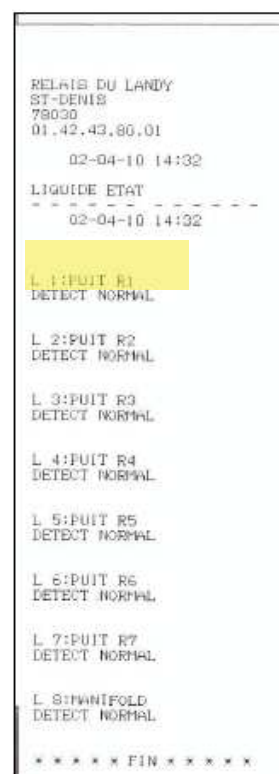 RELAIS DU LANDY
ST-DENIS
78030
01.42.43.80.01
02-04-10 14:32
LIQUIDE ETAT
- - - - - - - - - - - -
02-04-10 14:32
L 1:PUIT R1
DETECT NORMAL
L 2:PUIT R2
DETECT NORMAL
L 3:PUIT R3
DETECT NORMAL
L 4:PUIT R4
DETECT NORMAL
L 5:PUIT R5
DETECT NORMAL
L 6:PUIT R6
DETECT NORMAL
L 7:PUIT R7
DETECT NORMAL
L 8:MANIFOLD
DETECT NORMAL
* * * * * FIN * * * * *